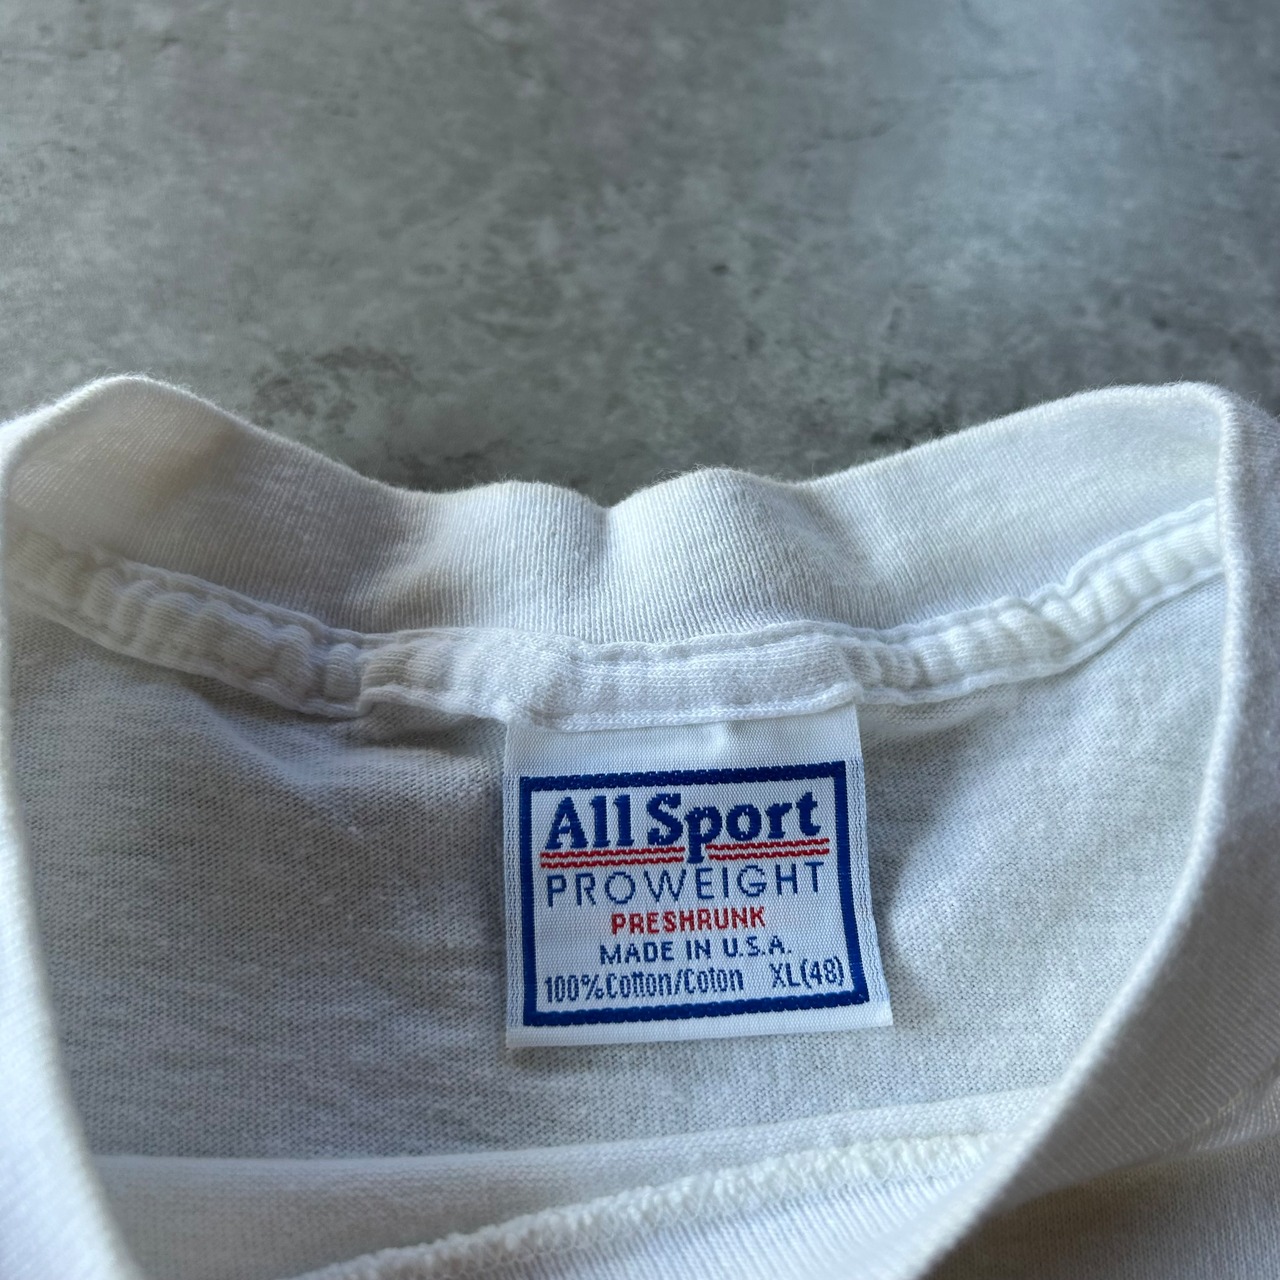 All Sport
PROWEIGHT
PRESHRUNK
MADE IN U.S.A.
100% Cotton/Coton XL(48)